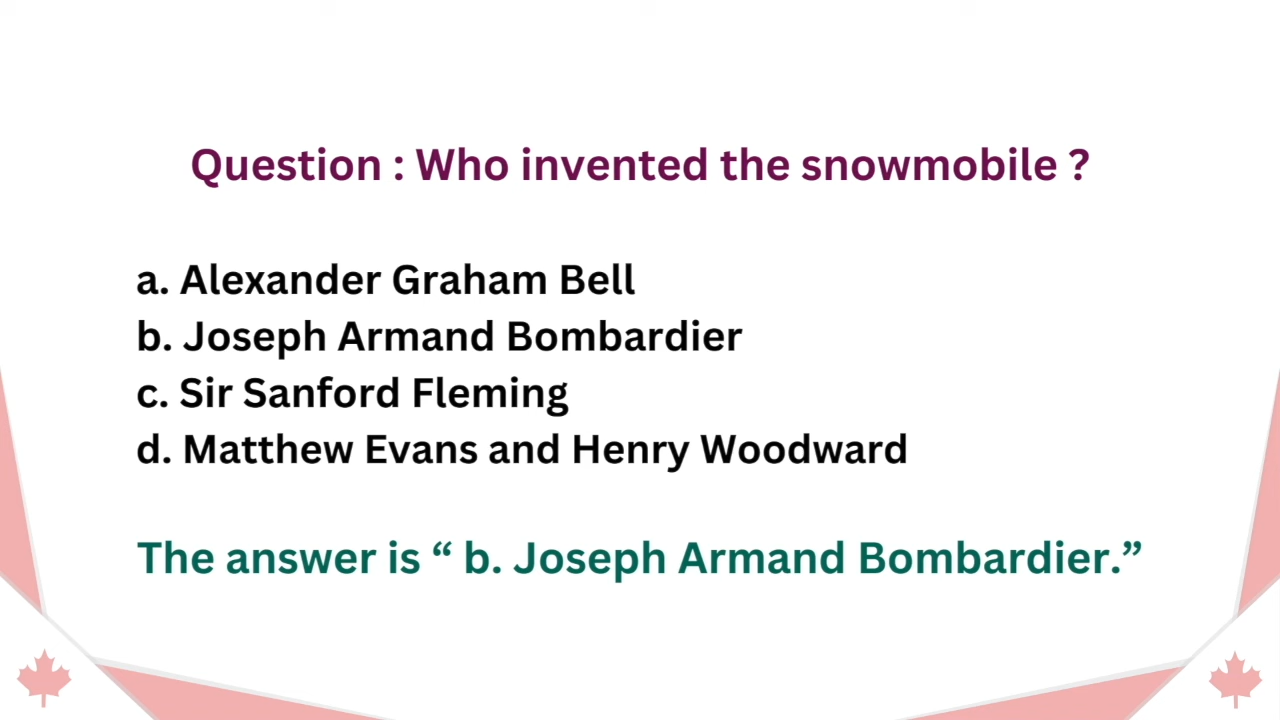 Question : Who invented the snowmobile ?
a. Alexander Graham Bell
b. Joseph Armand Bombardier
c. Sir Sanford Fleming
d. Matthew Evans and Henry Woodward
The answer is “ b. Joseph Armand Bombardier.”